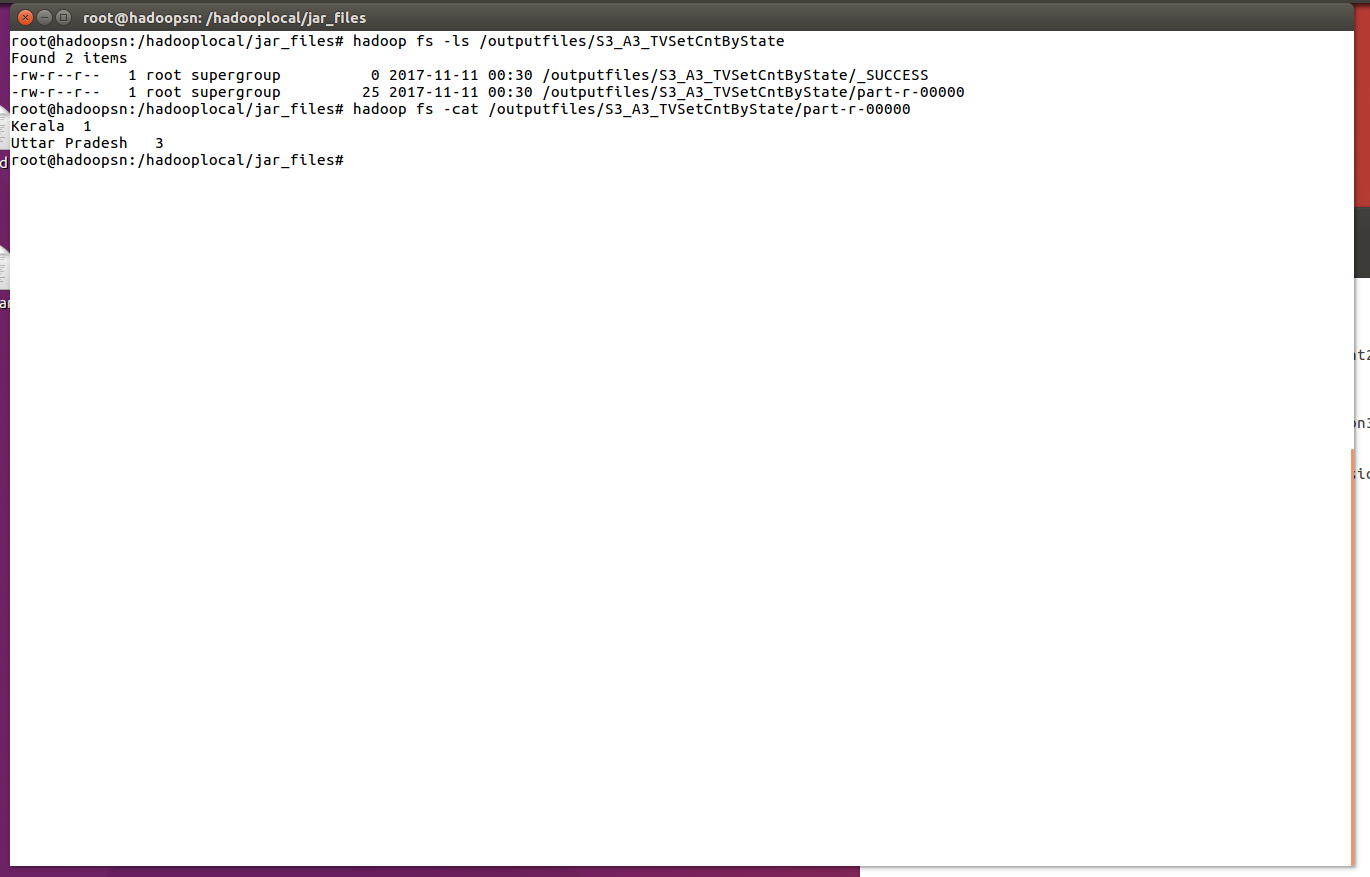 root@hadoopsn: /hadooplocal/jar_files
root@hadoopsn:/hadooplocal/jar_files# hadoop fs -ls /outputfiles/S3_A3_TVSetCntByState
Found 2 items
-rw-r--r--   1 root supergroup          0 2017-11-11 00:30 /outputfiles/S3_A3_TVSetCntByState/_SUCCESS
-rw-r--r--   1 root supergroup         25 2017-11-11 00:30 /outputfiles/S3_A3_TVSetCntByState/part-r-00000
root@hadoopsn:/hadooplocal/jar_files# hadoop fs -cat /outputfiles/S3_A3_TVSetCntByState/part-r-00000
Kerala  1
Uttar Pradesh   3
root@hadoopsn:/hadooplocal/jar_files#